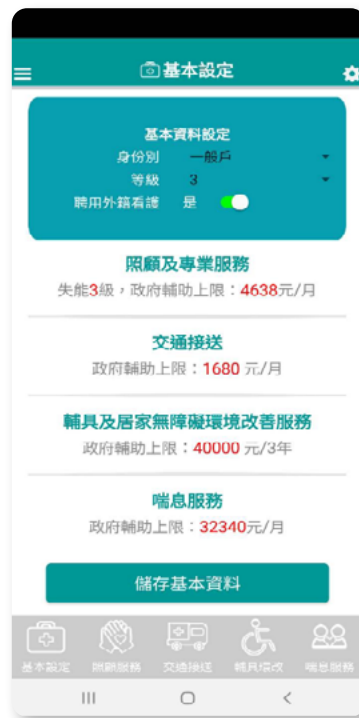 基本設定
基本資料設定
身份別 一般戶
等級 3
聘用外籍看護 是
照顧及專業服務
失能3級，政府輔助上限：4638元/月
交通接送
政府輔助上限：1680 元/月
輔具及居家無障礙環境改善服務
政府輔助上限：40000 元/3年
喘息服務
政府輔助上限：32340元/月
儲存基本資料
基本設定 照顧服務 交通接送 輔具環改 喘息服務